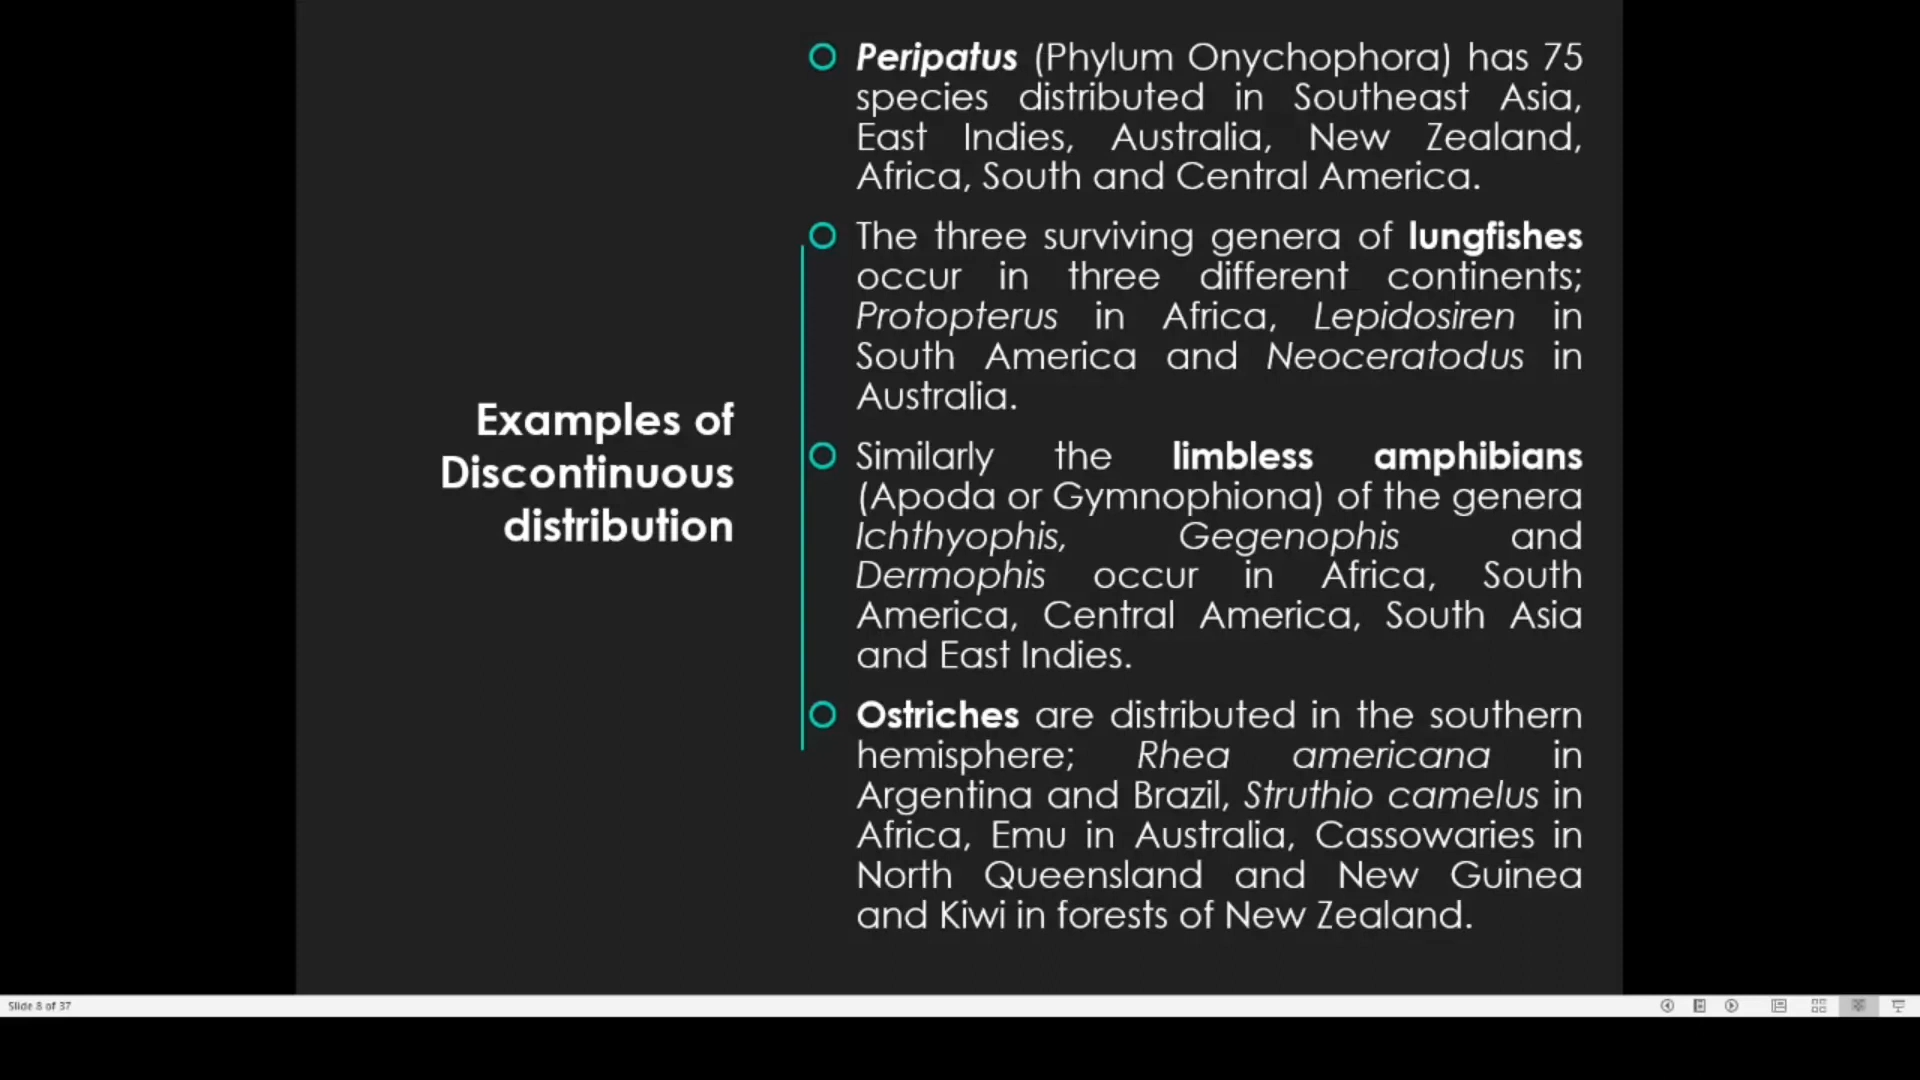 Examples of
Discontinuous
distribution
Peripatus (Phylum Onychophora) has 75
species distributed in Southeast Asia,
East Indies, Australia, New Zealand,
Africa, South and Central America.
The three surviving genera of lungfishes
occur in three different continents;
Protopterus in Africa, Lepidosiren in
South America and Neoceratodus in
Australia.
Similarly the limbless amphibians
(Apoda or Gymnophiona) of the genera
Ichthyophis, Gegenophis and
Dermophis occur in Africa, South
America, Central America, South Asia
and East Indies.
Ostriches are distributed in the southern
hemisphere; Rhea americana in
Argentina and Brazil, Struthio camelus in
Africa, Emu in Australia, Cassowaries in
North Queensland and New Guinea
and Kiwi in forests of New Zealand.
Slide 8 of 37